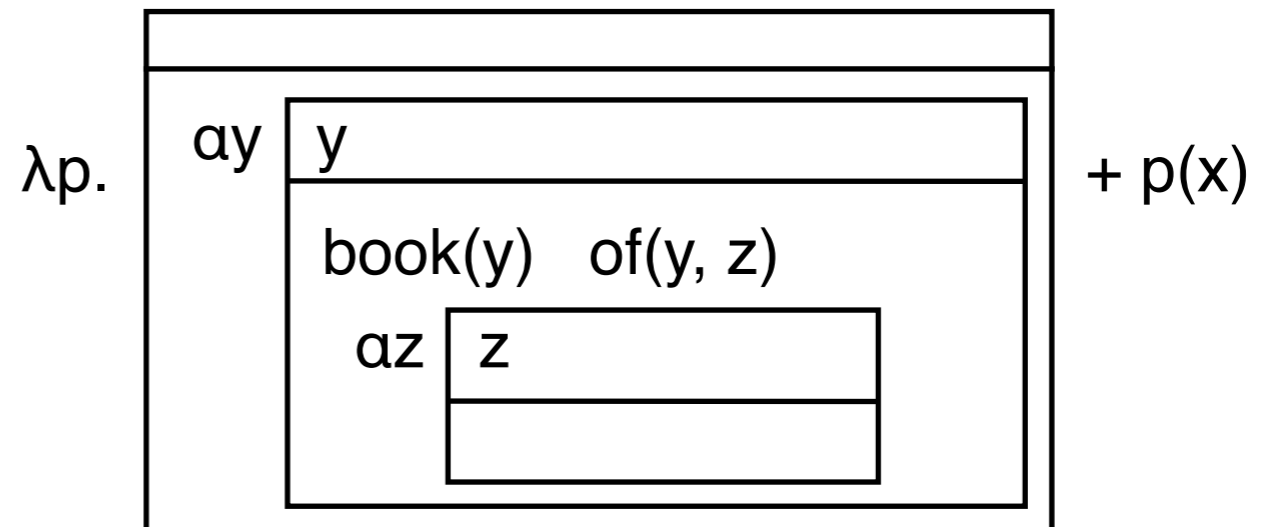 λp. αy y + p(x)
book(y) of(y, z)
αz z